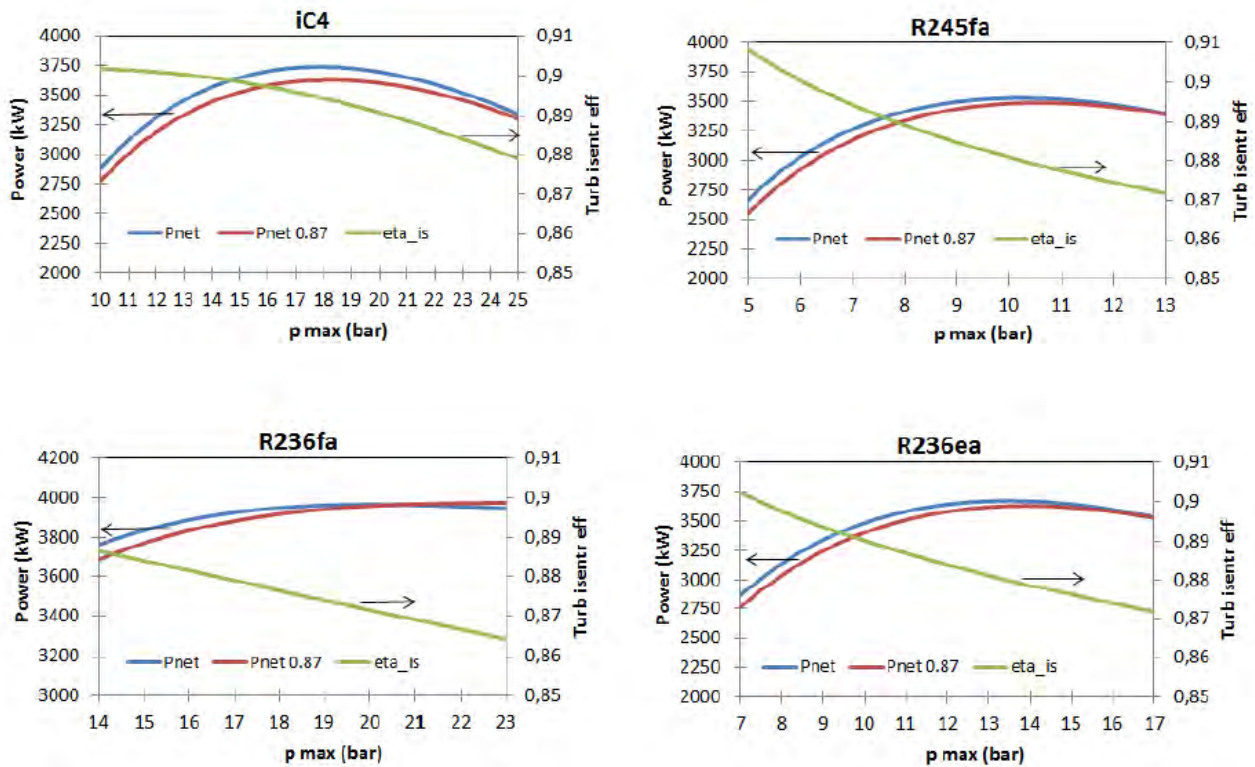 iC4
4000
3750
3500
3250
3000
2750
2500
2250
2000
Power (kW)
0,91
0,9
0,89
0,88
0,87
0,86
0,85
Turb isentr eff
Pnet Pnet 0.87 eta_is
10 11 12 13 14 15 16 17 18 19 20 21 22 23 24 25
p max (bar)
R245fa
4000
3750
3500
3250
3000
2750
2500
2250
2000
Power (kW)
0,91
0,9
0,89
0,88
0,87
0,86
0,85
Turb isentr eff
Pnet Pnet 0.87 eta_is
5 6 7 8 9 10 11 12 13
p max (bar)
R236fa
4200
4000
3800
3600
3400
3200
3000
Power (kW)
0,91
0,9
0,89
0,88
0,87
0,86
0,85
Turb isentr eff
Pnet Pnet 0.87 eta_is
14 15 16 17 18 19 20 21 22 23
p max (bar)
R236ea
4000
3750
3500
3250
3000
2750
2500
2250
2000
Power (kW)
0,91
0,9
0,89
0,88
0,87
0,86
0,85
Turb isentr eff
Pnet Pnet 0.87 eta_is
7 8 9 10 11 12 13 14 15 16 17
p max (bar)